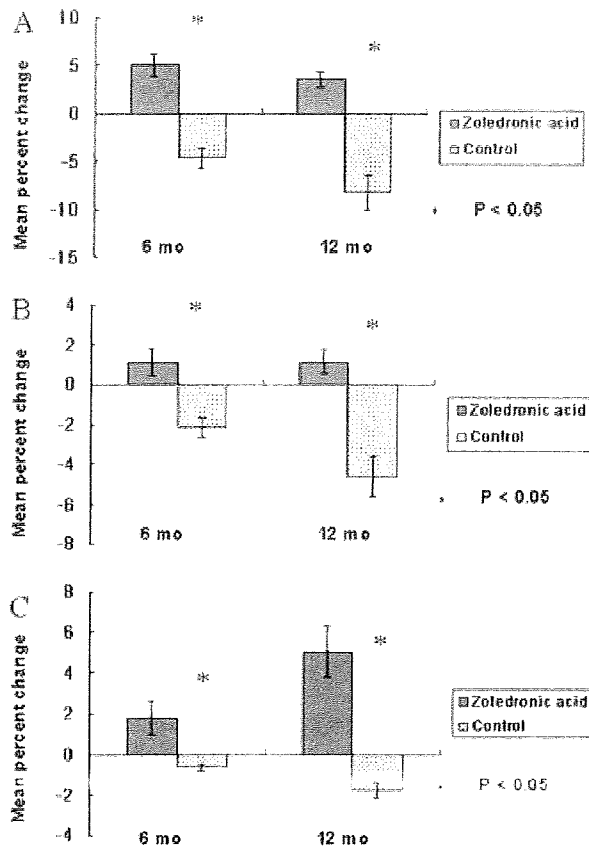 A
10
5
0
-5
-10
-15
Mean percent change
*
*
6 mo
12 mo
Zoledronic acid
Control
* P < 0.05
B
4
2
0
-2
-4
-6
-8
Mean percent change
*
*
6 mo
12 mo
Zoledronic acid
Control
* P < 0.05
C
8
6
4
2
0
-2
-4
Mean percent change
*
*
6 mo
12 mo
Zoledronic acid
Control
* P < 0.05